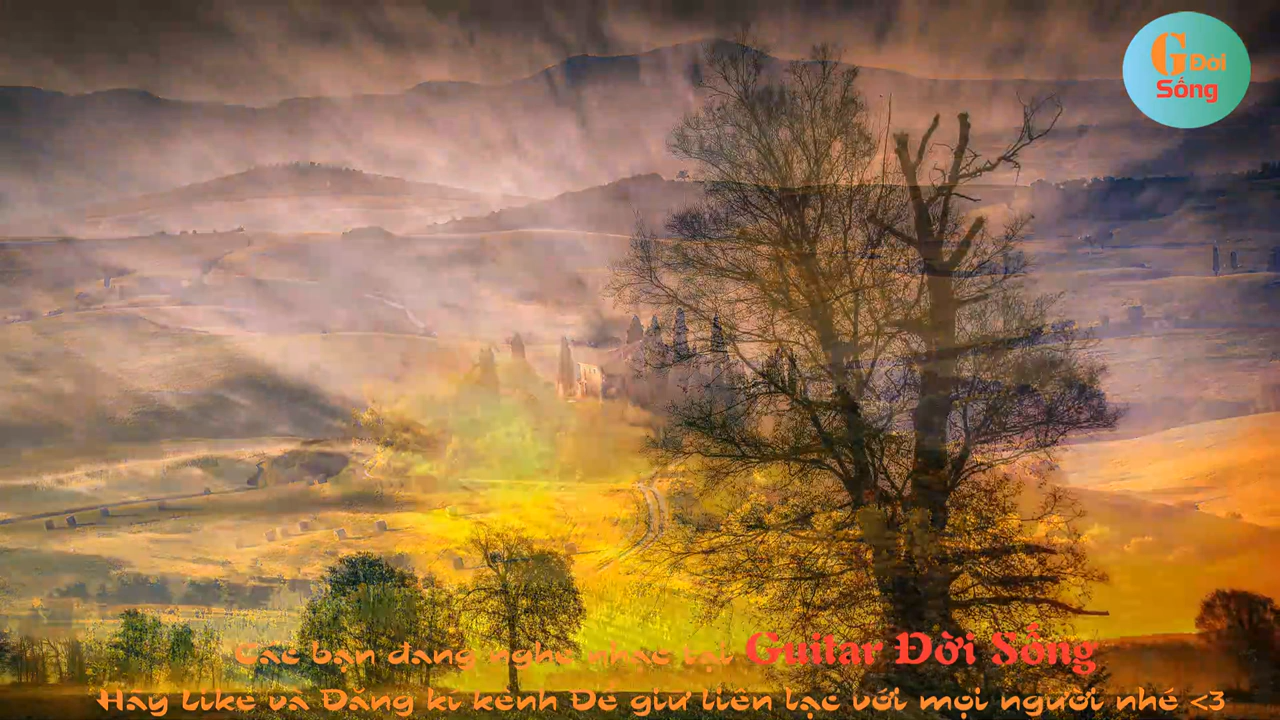 G Đời
Sống
Các bạn đang nghe nhạc tại Guitar Đời Sống
Hãy Like và Đăng kí kênh Để giữ liên lạc với mọi người nhé <3